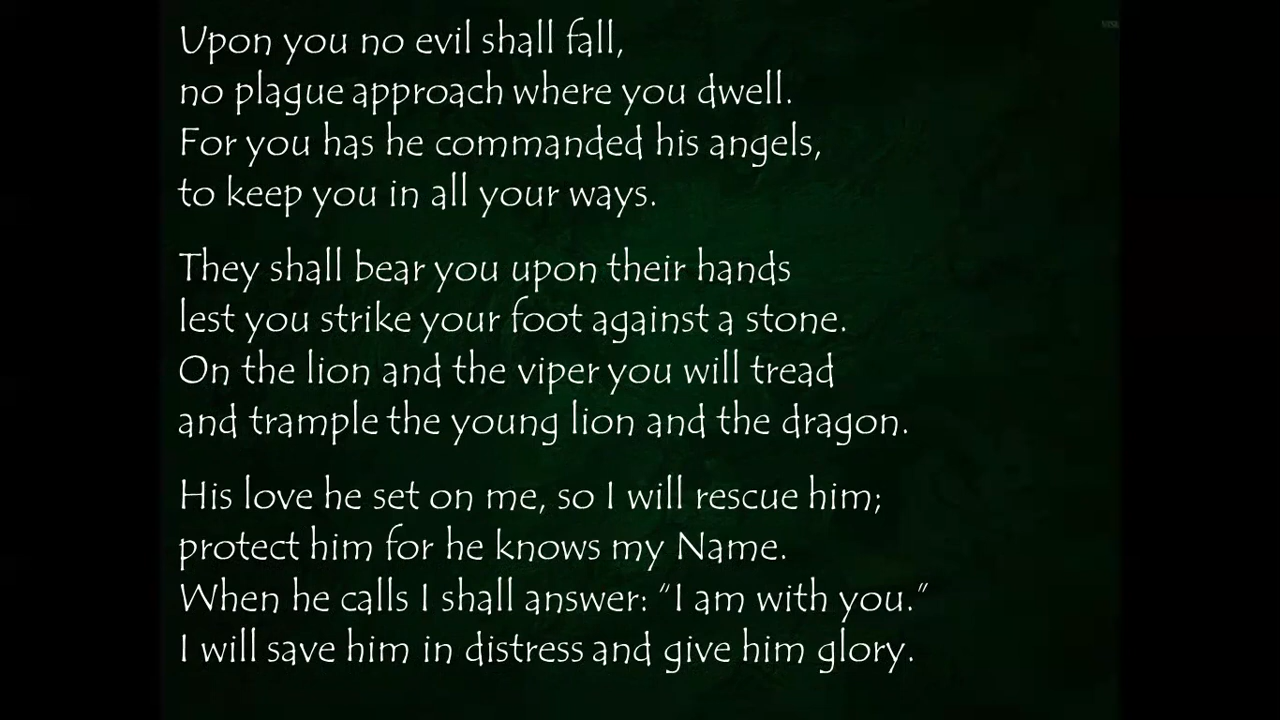 Upon you no evil shall fall,
no plague approach where you dwell.
For you has he commanded his angels,
to keep you in all your ways.
They shall bear you upon their hands
lest you strike your foot against a stone.
On the lion and the viper you will tread
and trample the young lion and the dragon.
His love he set on me, so I will rescue him;
protect him for he knows my Name.
When he calls I shall answer: “I am with you.”
I will save him in distress and give him glory.